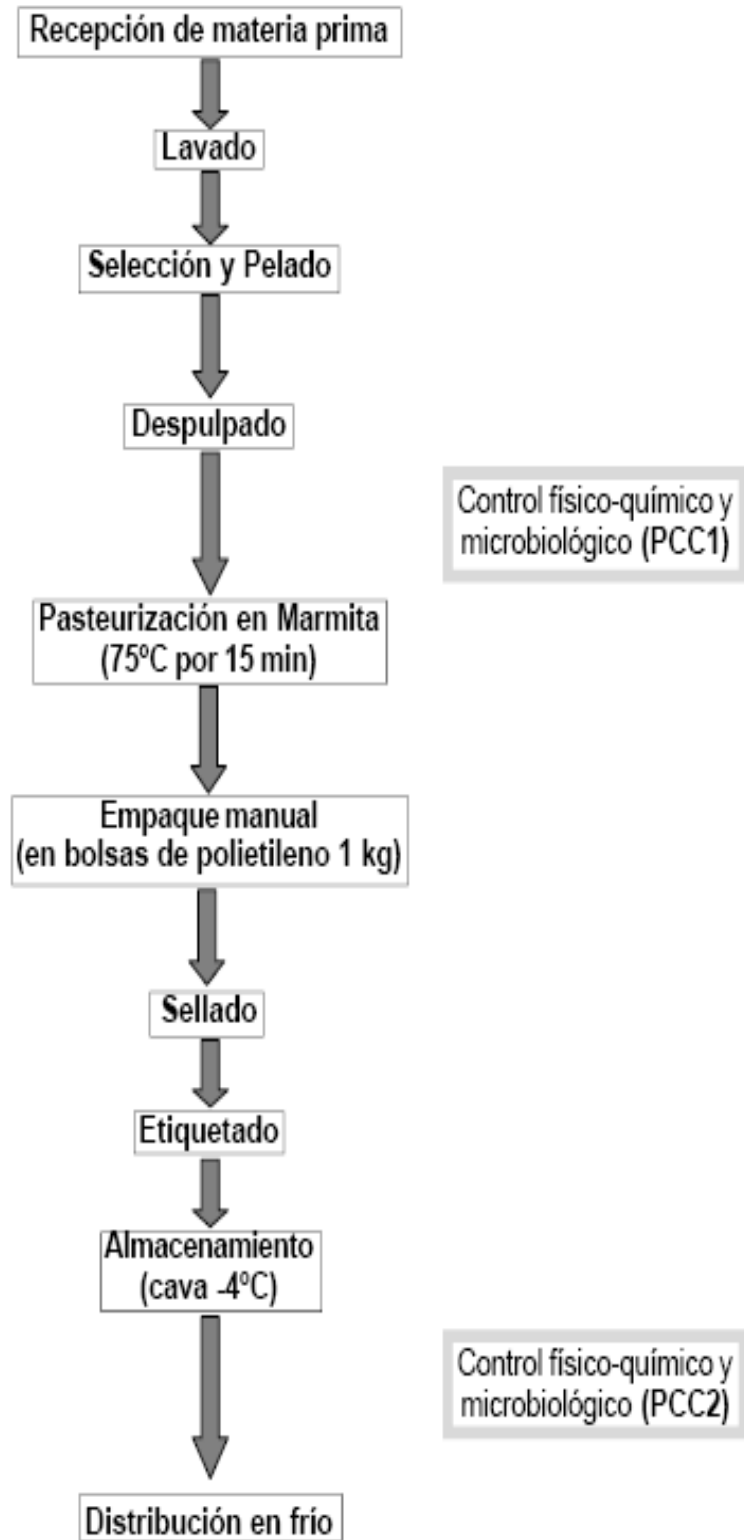 Recepción de materia prima
Lavado
Selección y Pelado
Despulpado
Control físico-químico y
microbiológico (PCC1)
Pasteurización en Marmita
(75ºC por 15 min)
Empaque manual
(en bolsas de polietileno 1 kg)
Sellado
Etiquetado
Almacenamiento
(cava -4ºC)
Control físico-químico y
microbiológico (PCC2)
Distribución en frío